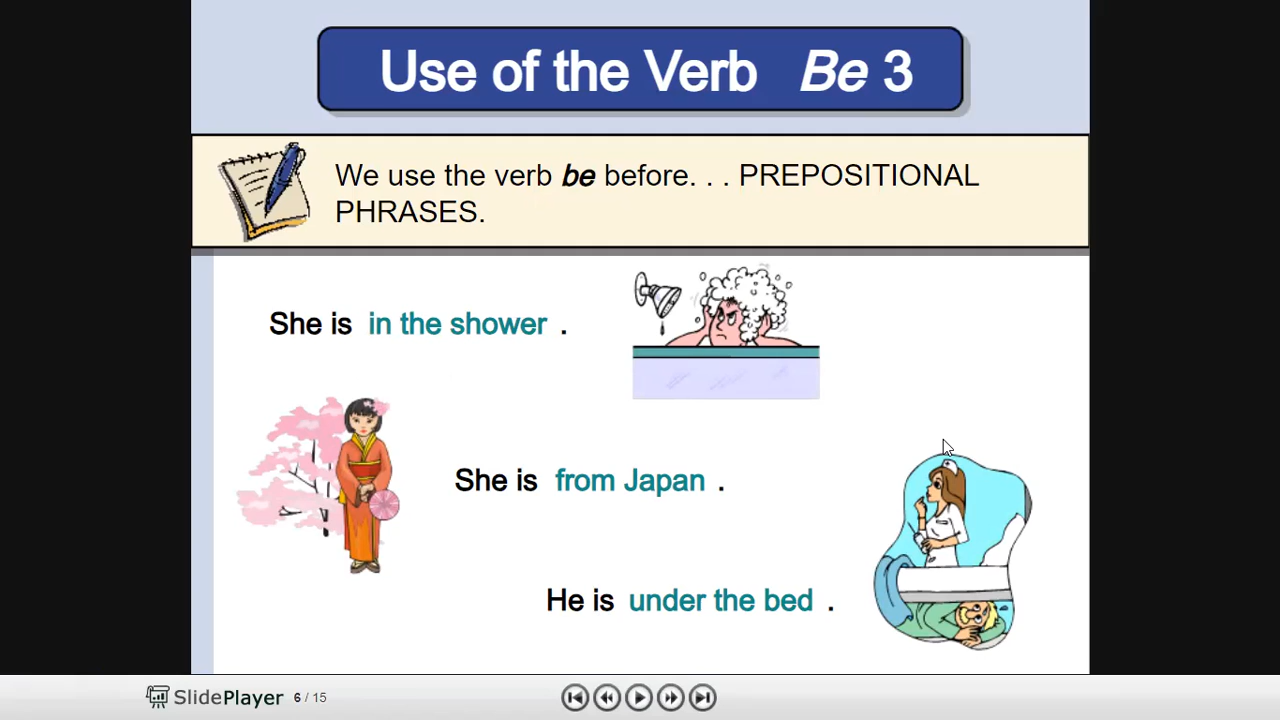 Use of the Verb Be 3
We use the verb be before. . . PREPOSITIONAL
PHRASES.
She is in the shower .
She is from Japan .
He is under the bed .
SlidePlayer 6 / 15